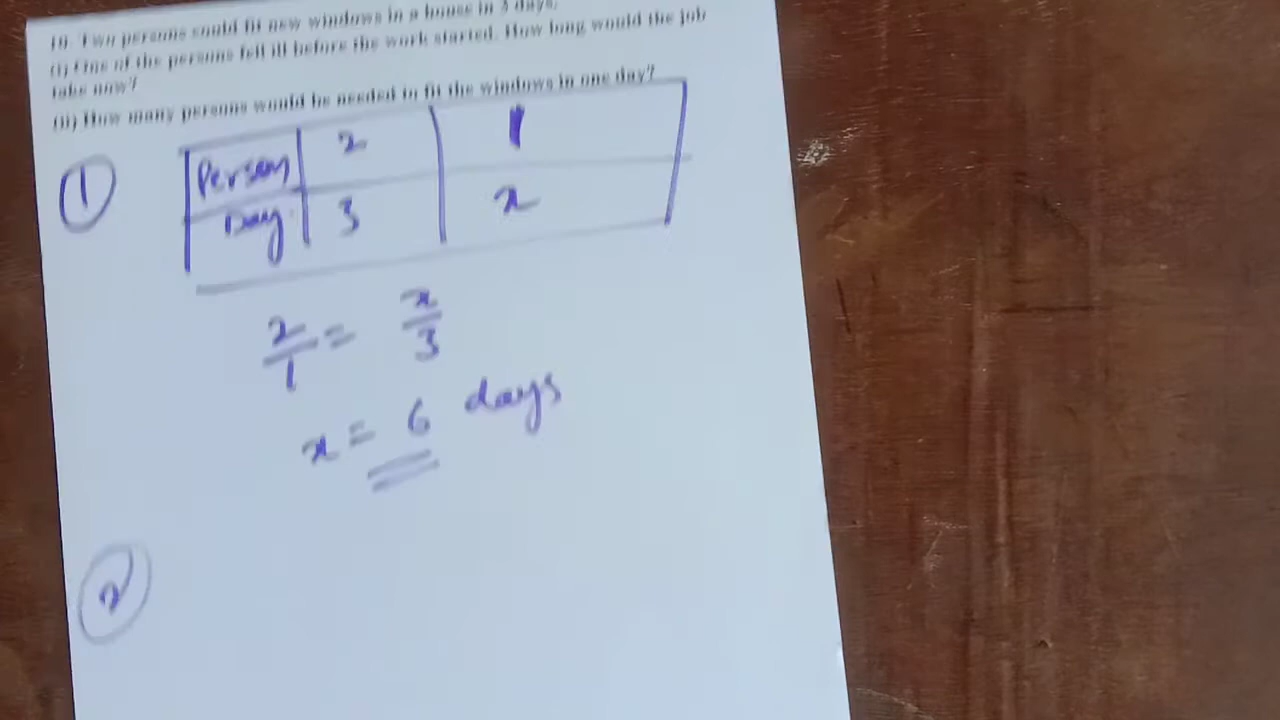 10. Two persons could fit new windows in a house in 3 days.
(i) One of the persons fell ill before the work started. How long would the job
take now?
(ii) How many persons would be needed to fit the windows in one day?
1
Person 2 1
Day 3 x
2/1 = x/3
x = 6 days
2